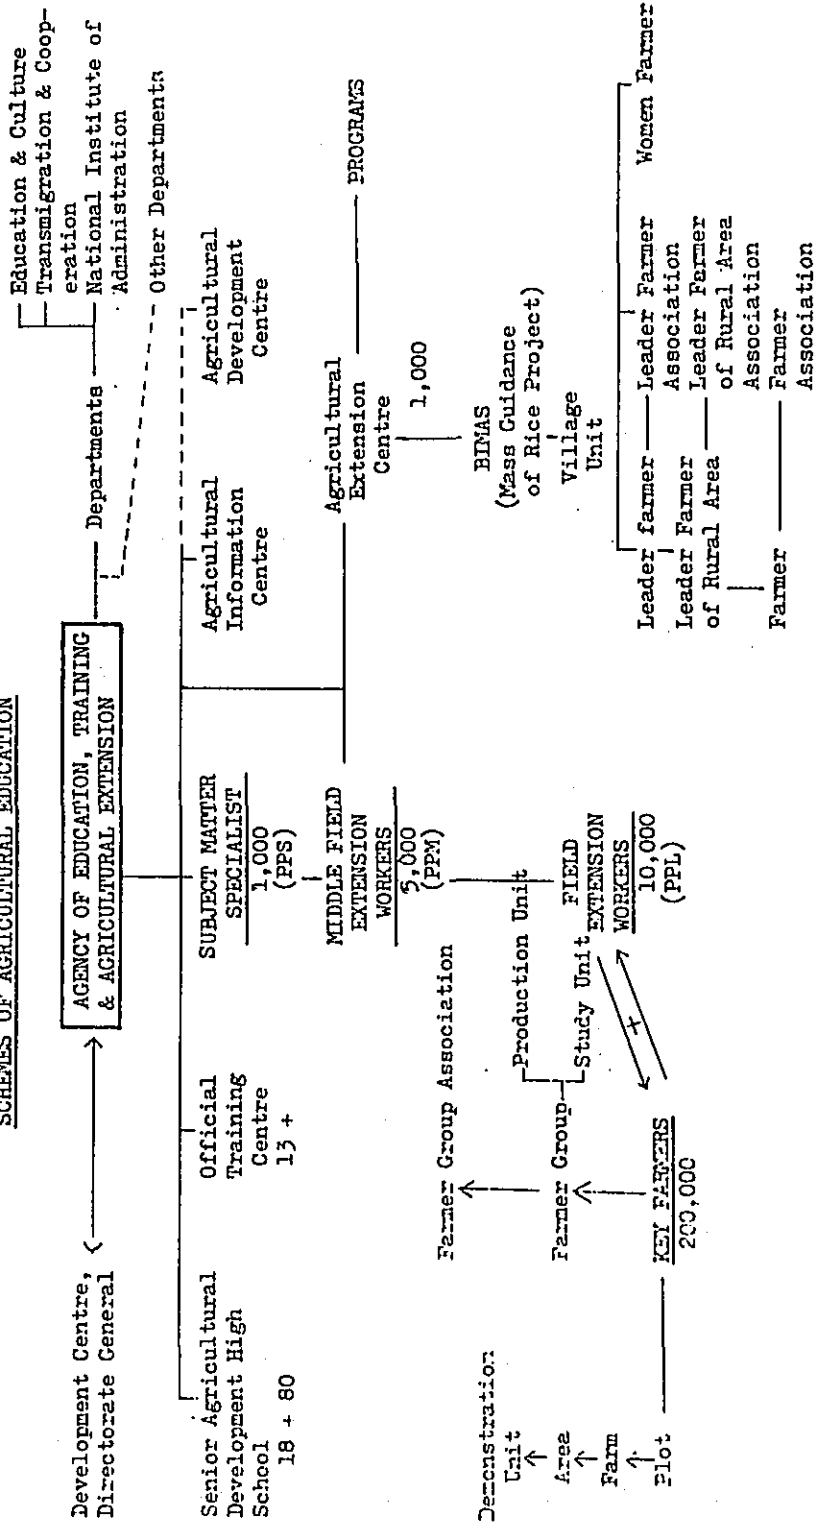 SCHEMES OF AGRICULTURAL EDUCATION
Development Centre,
Directorate General
AGENCY OF EDUCATION, TRAINING
& AGRICULTURAL EXTENSION
Departments
Education & Culture
Transmigration & Coop-
eration
National Institute of
Administration
Other Departments
Senior Agricultural
Development High
School
18 + 80
Official
Training
Centre
13 +
SUBJECT MATTER
SPECIALIST
1,000
(PPS)
Agricultural
Information
Centre
Agricultural
Development
Centre
MIDDLE FIELD
EXTENSION
WORKERS
5,000
(PPM)
Agricultural
Extension
Centre
1,000
PROGRAMS
Farmer Group Association
Farmer Group
Production Unit
Study Unit
FIELD
EXTENSION
WORKERS
10,000
(PPL)
+
KEY FARMERS
200,000
Demonstration
Unit
Area
Farm
Plot
BIMAS
(Mass Guidance
of Rice Project)
Village
Unit
Leader farmer
Leader Farmer
of Rural Area
Farmer
Leader Farmer
Association
Leader Farmer
of Rural Area
Association
Farmer
Association
Women Farmer